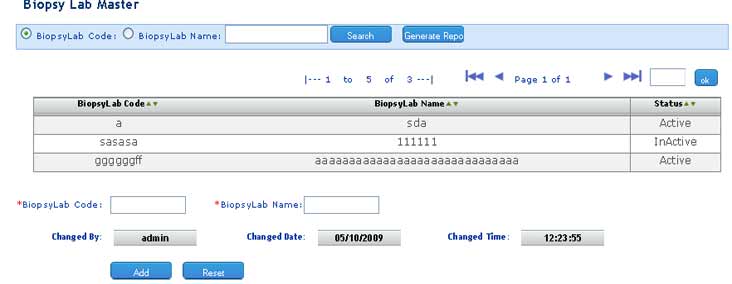 Biopsy Lab Master
BiopsyLab Code: BiopsyLab Name: Search Generate Repo
|--- 1 to 5 of 3 ---| Page 1 of 1 ok
BiopsyLab Code BiopsyLab Name Status
a sda Active
sasasa 111111 InActive
ggggggff aaaaaaaaaaaaaaaaaaaaaaaaaaaaaa Active
*BiopsyLab Code: *BiopsyLab Name:
Changed By: admin Changed Date: 05/10/2009 Changed Time: 12:23:55
Add Reset